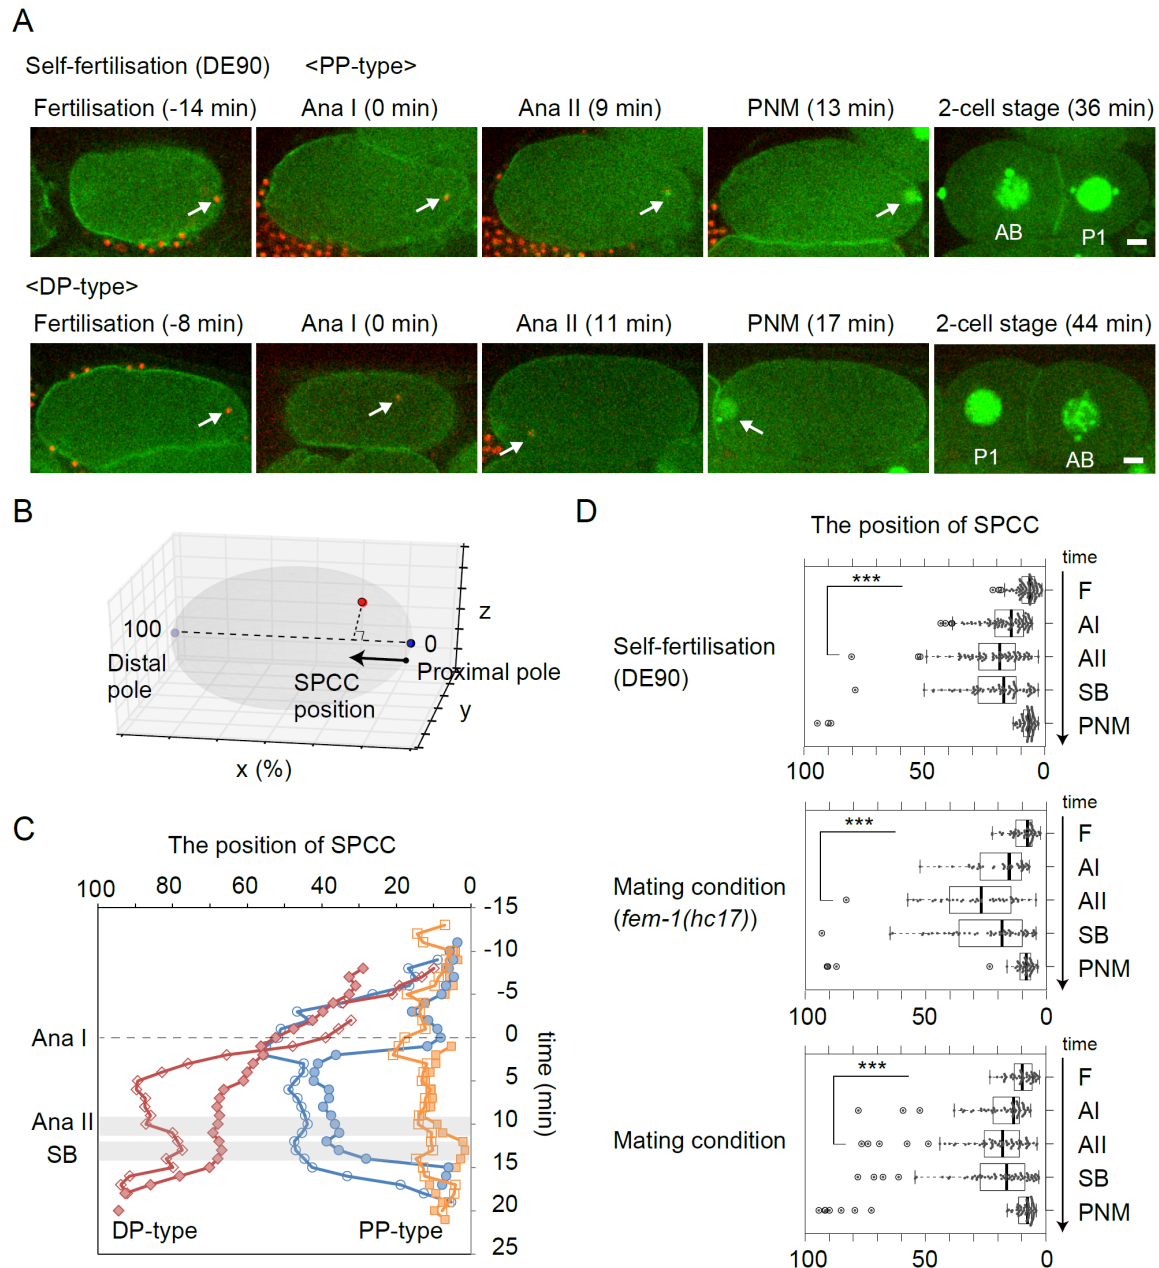 A
Self-fertilisation (DE90) <PP-type>
Fertilisation (-14 min) Ana I (0 min) Ana II (9 min) PNM (13 min) 2-cell stage (36 min)
AB P1
<DP-type>
Fertilisation (-8 min) Ana I (0 min) Ana II (11 min) PNM (17 min) 2-cell stage (44 min)
P1 AB
B
100
0
Distal
pole
Proximal pole
SPCC
position
z
y
x (%)
C
The position of SPCC
100 80 60 40 20 0
-15
-10
-5
0
5
10
15
20
25
time (min)
Ana I
Ana II
SB
DP-type PP-type
D
The position of SPCC
time
***
F
AI
AII
SB
PNM
Self-fertilisation
(DE90)
100 50 0
time
***
F
AI
AII
SB
PNM
Mating condition
(fem-1(hc17))
100 50 0
time
***
F
AI
AII
SB
PNM
Mating condition
100 50 0